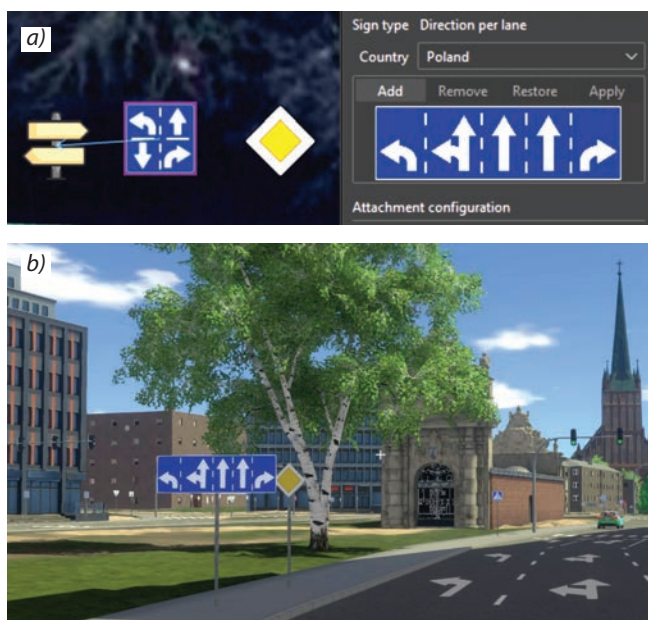 a)
Sign type Direction per lane
Country Poland
Add Remove Restore Apply
Attachment configuration
b)